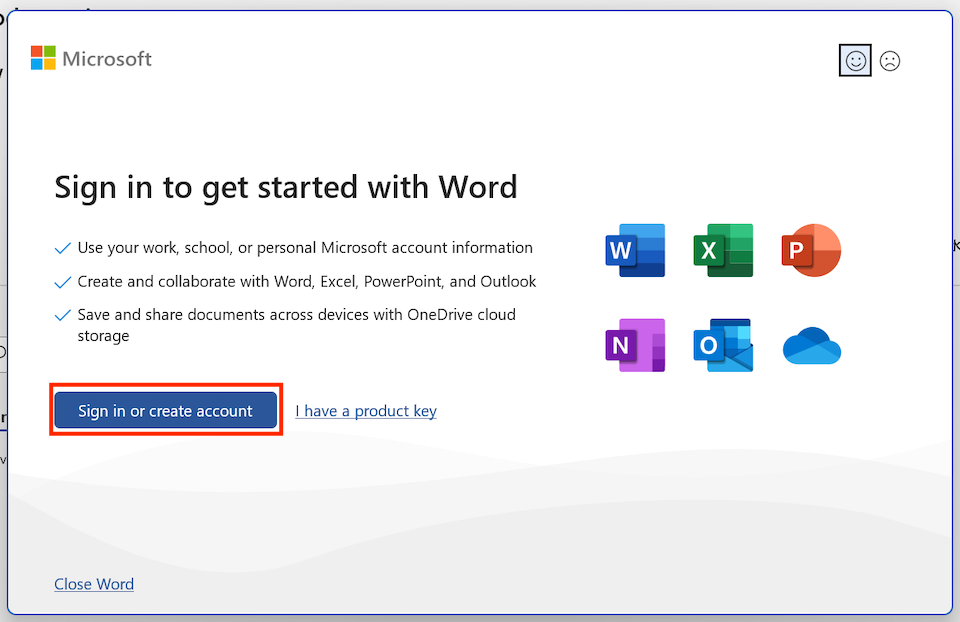 Microsoft
Sign in to get started with Word
Use your work, school, or personal Microsoft account information
Create and collaborate with Word, Excel, PowerPoint, and Outlook
Save and share documents across devices with OneDrive cloud
storage
W X P
N O
Sign in or create account I have a product key
Close Word